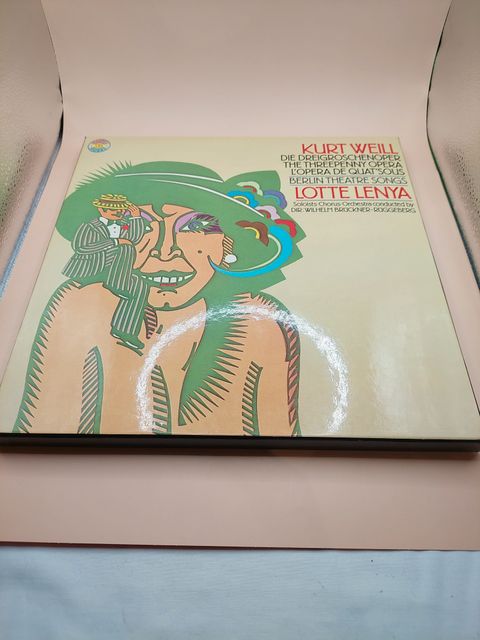 KURT WEILL
DIE DREIGROSCHENOPER
THE THREEPENNY OPERA
L'OPERA DE QUAT'SOUS
BERLIN THEATRE SONGS
LOTTE LENYA
Soloists·Chorus·Orchestra conducted by
DIR. WILHELM BRÜCKNER-RÜGGEBERG